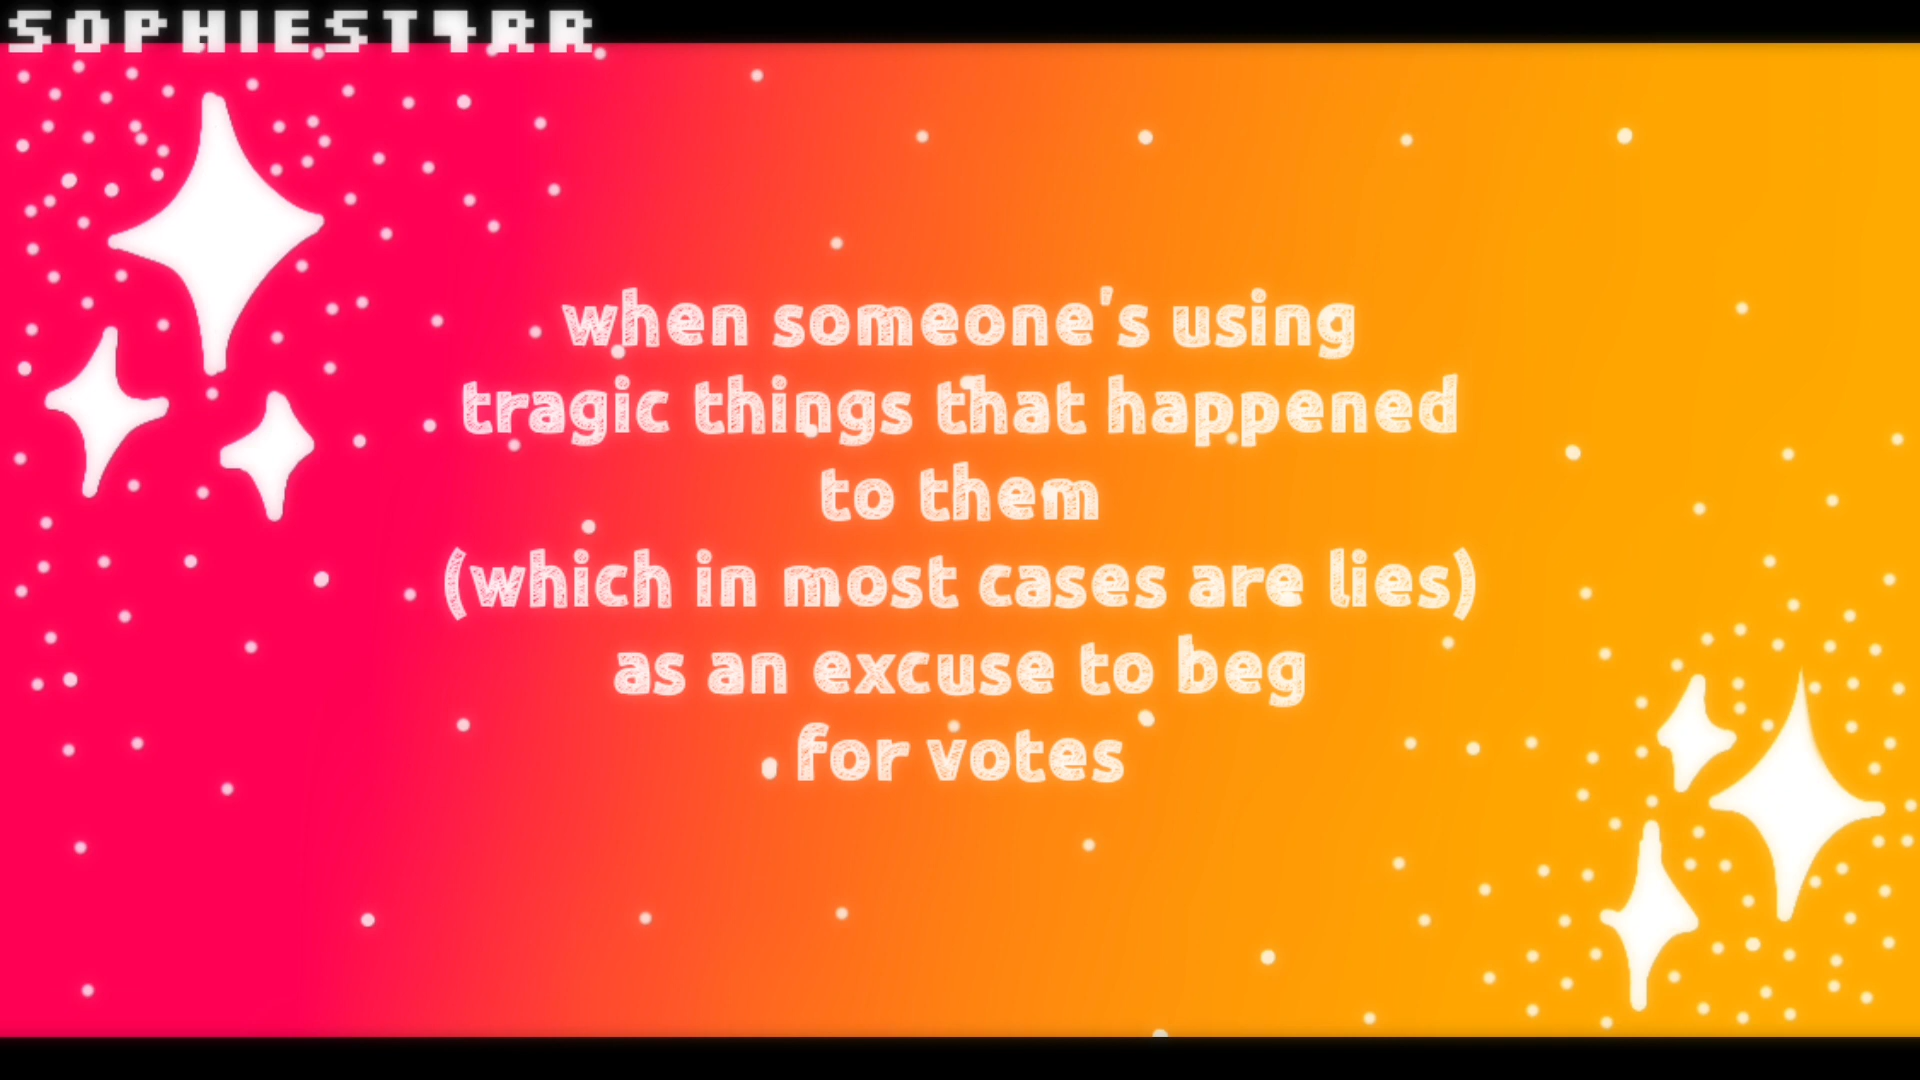 SOPHIEST4RR
when someone's using
tragic things that happened
to them
(which in most cases are lies)
as an excuse to beg
for votes